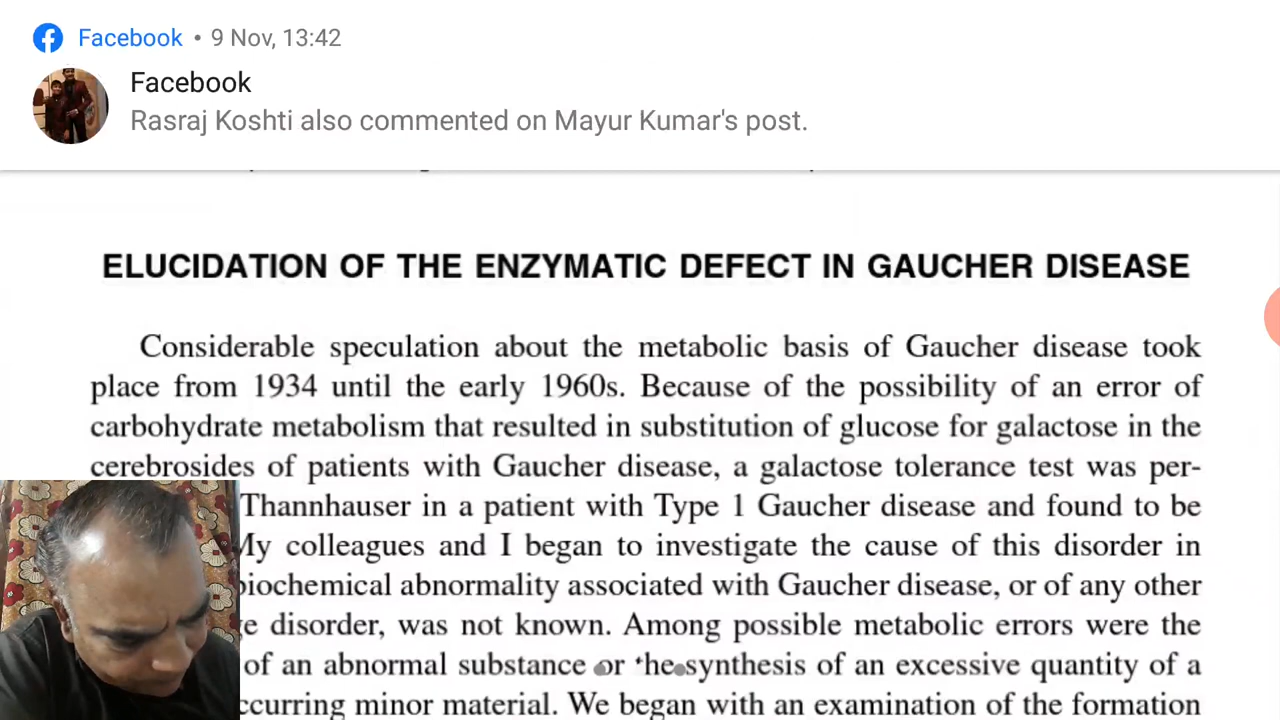 Facebook • 9 Nov, 13:42
Facebook
Rasraj Koshti also commented on Mayur Kumar's post.
ELUCIDATION OF THE ENZYMATIC DEFECT IN GAUCHER DISEASE
Considerable speculation about the metabolic basis of Gaucher disease took
place from 1934 until the early 1960s. Because of the possibility of an error of
carbohydrate metabolism that resulted in substitution of glucose for galactose in the
cerebrosides of patients with Gaucher disease, a galactose tolerance test was per-
Thannhauser in a patient with Type 1 Gaucher disease and found to be
My colleagues and I began to investigate the cause of this disorder in
biochemical abnormality associated with Gaucher disease, or of any other
disorder, was not known. Among possible metabolic errors were the
of an abnormal substance or the synthesis of an excessive quantity of a
minor material. We began with an examination of the formation